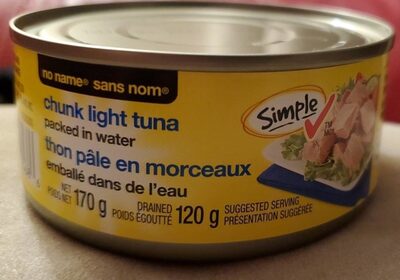 no name® sans nom®
chunk light tuna
packed in water
thon pâle en morceaux
emballé dans de l'eau
NET
POIDS NET 170 g DRAINED
POIDS ÉGOUTTÉ 120 g SUGGESTED SERVING
PRÉSENTATION SUGGÉRÉE
Simple